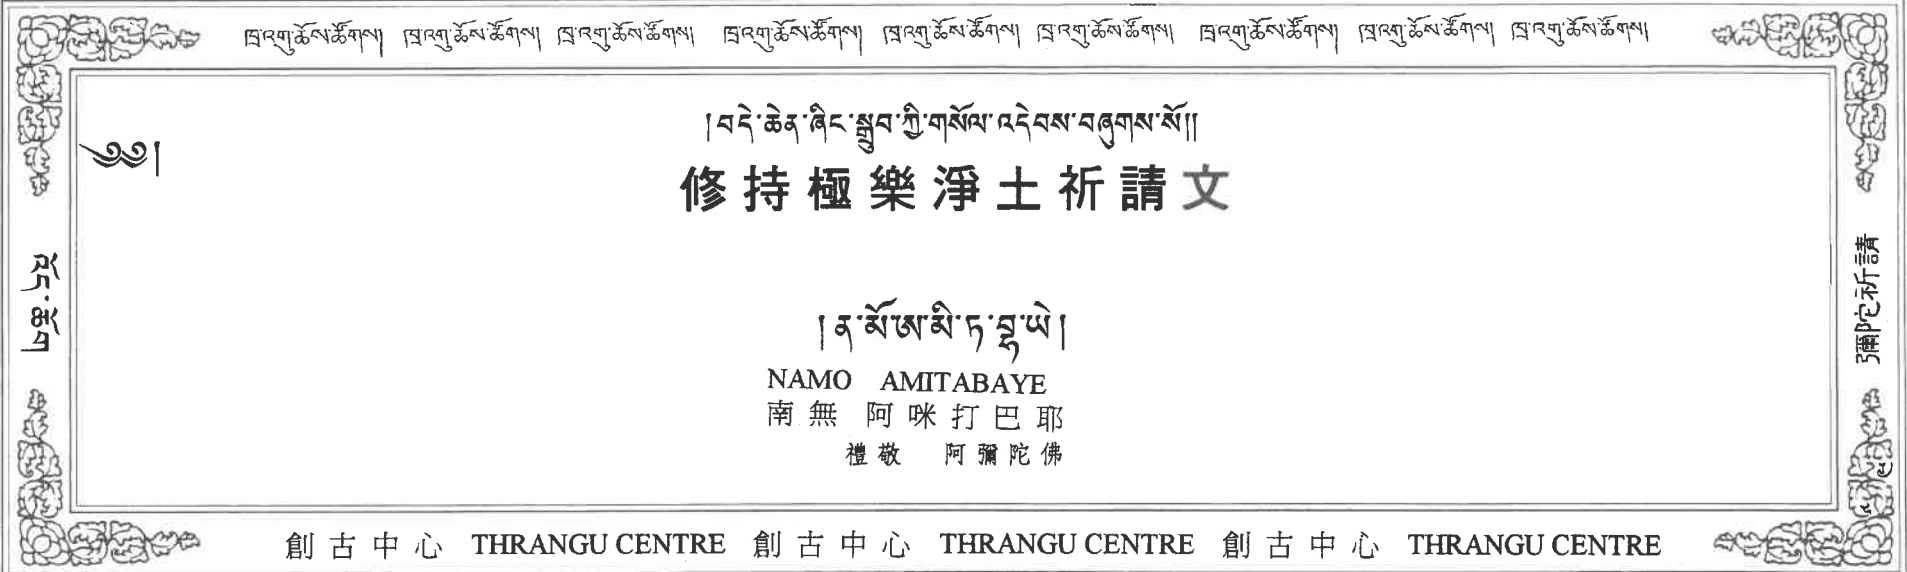 ཁྲ་འགུ་ཆོས་ཚོགས། ཁྲ་འགུ་ཆོས་ཚོགས། ཁྲ་འགུ་ཆོས་ཚོགས། ཁྲ་འགུ་ཆོས་ཚོགས། ཁྲ་འགུ་ཆོས་ཚོགས། ཁྲ་འགུ་ཆོས་ཚོགས། ཁྲ་འགུ་ཆོས་ཚོགས། ཁྲ་འགུ་ཆོས་ཚོགས། ཁྲ་འགུ་ཆོས་ཚོགས།
།བདེ་ཆེན་ཞིང་སྒྲུབ་ཀྱི་གསོལ་འདེབས་བཞུགས་སོ།།
༄༅།
修持極樂淨土祈請文
འོད་ཆོག
彌陀祈請
།ན་མོ་ཨ་མི་ཏ་བྷ་ཡེ།
NAMO AMITABAYE
南無 阿咪打巴耶
禮敬 阿彌陀佛
創古中心 THRANGU CENTRE 創古中心 THRANGU CENTRE 創古中心 THRANGU CENTRE